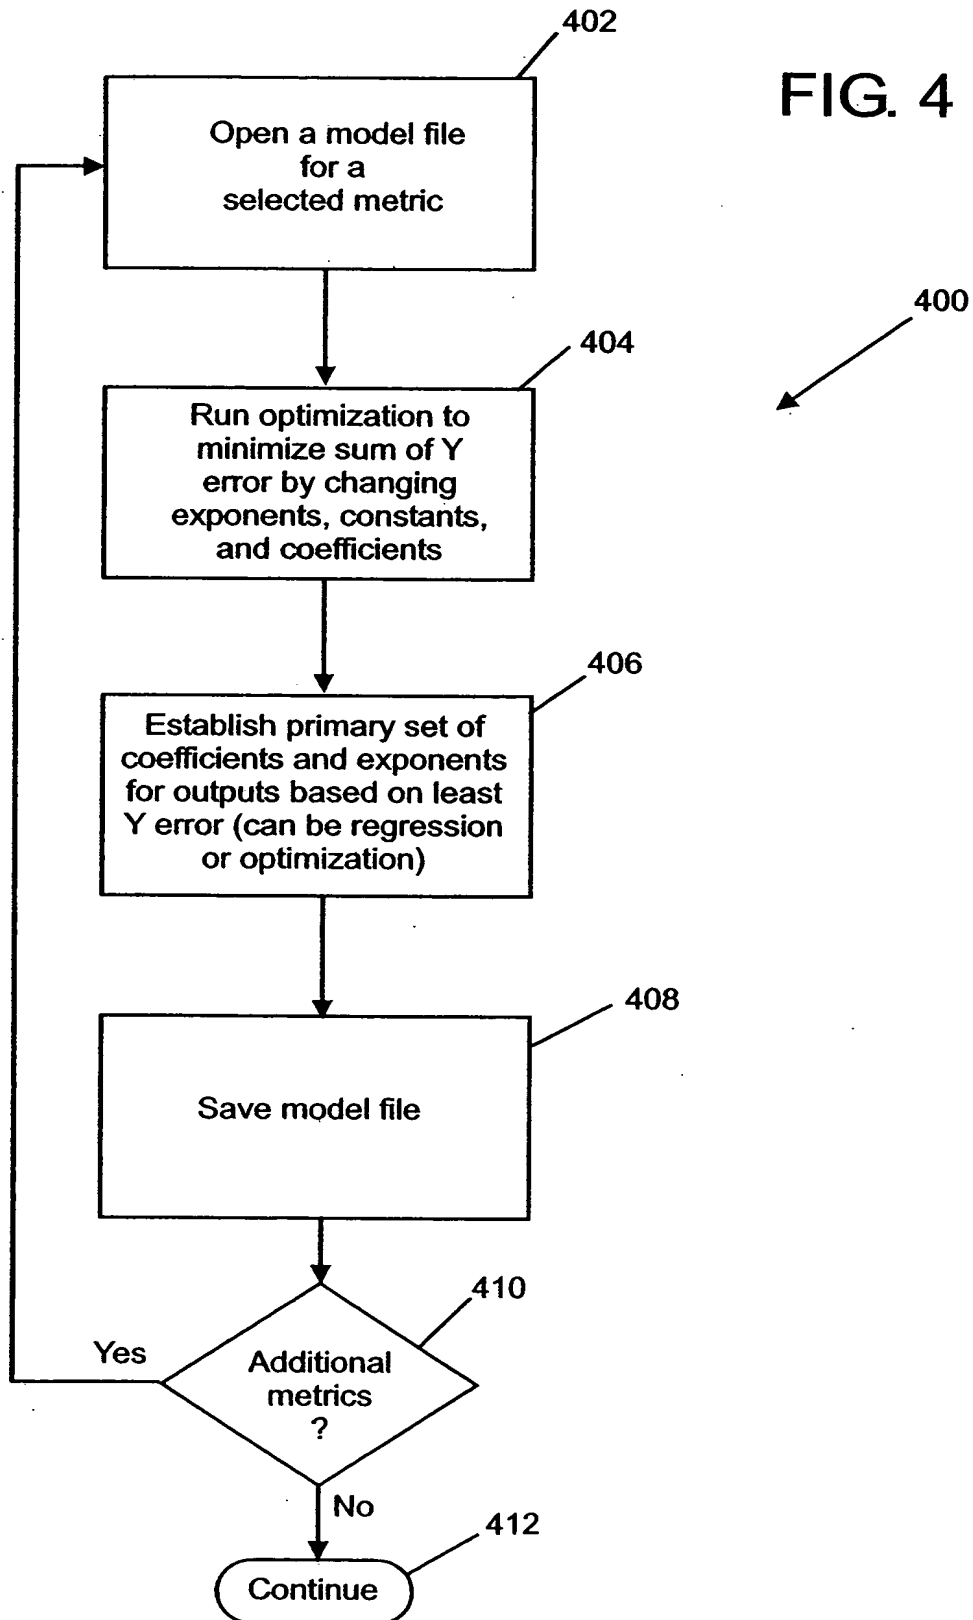 402
FIG. 4
Open a model file
for a
selected metric
400
404
Run optimization to
minimize sum of Y
error by changing
exponents, constants,
and coefficients
406
Establish primary set of
coefficients and exponents
for outputs based on least
Y error (can be regression
or optimization)
408
Save model file
410
Yes
Additional
metrics
?
No
412
Continue